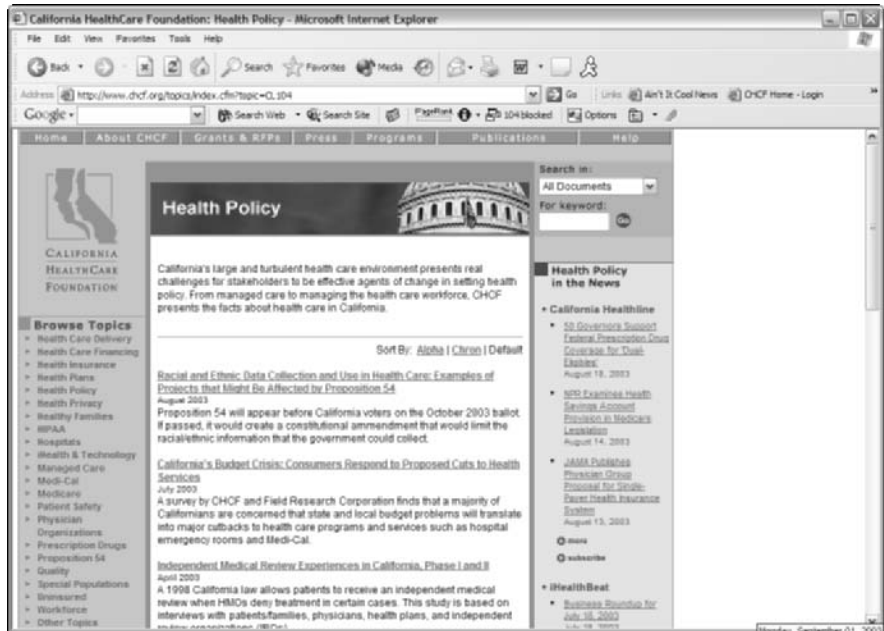 California HealthCare Foundation: Health Policy - Microsoft Internet Explorer
File Edit View Favorites Tools Help
Back Search Favorites Media
Address http://www.chcf.org/topics/index.cfm?topic=CL104 Go Links Ain't It Cool News CHCF Home - Login
Google Search Web Search Site PageRank 104 blocked Options
Home About CHCF Grants & RFPs Press Programs Publications Help
CALIFORNIA
HEALTHCARE
FOUNDATION
Browse Topics
Health Care Delivery
Health Care Financing
Health Insurance
Health Plans
Health Policy
Health Privacy
Healthy Families
HIPAA
Hospitals
iHealth & Technology
Managed Care
Medi-Cal
Medicare
Patient Safety
Physician
Organizations
Prescription Drugs
Proposition 54
Quality
Special Populations
Uninsured
Workforce
Other Topics
Health Policy
California's large and turbulent health care environment presents real
challenges for stakeholders to be effective agents of change in setting health
policy. From managed care to managing the health care workforce, CHCF
presents the facts about health care in California.
Sort By: Alpha | Chron | Default
Racial and Ethnic Data Collection and Use in Health Care: Examples of
Projects that Might Be Affected by Proposition 54
August 2003
Proposition 54 will appear before California voters on the October 2003 ballot.
If passed, it would create a constitutional ammendment that would limit the
racial/ethnic information that the government could collect.
California's Budget Crisis: Consumers Respond to Proposed Cuts to Health
Services
July 2003
A survey by CHCF and Field Research Corporation finds that a majority of
Californians are concerned that state and local budget problems will translate
into major cutbacks to health care programs and services such as hospital
emergency rooms and Medi-Cal.
Independent Medical Review Experiences in California, Phase I and II
April 2003
A 1998 California law allows patients to receive an independent medical
review when HMOs deny treatment in certain cases. This study is based on
interviews with patients/families, physicians, health plans, and independent
review organizations (IROs).
Search in:
All Documents
For keyword:
Go
Health Policy
in the News
California Healthline
50 Governors Support
Federal Prescription Drug
Coverage for 'Dual-
Eligibles'
August 18, 2003
NPR Examines Health
Savings Account
Provision in Medicare
Legislation
August 14, 2003
JAMA Publishes
Physician Group
Proposal for Single-
Payer Health Insurance
System
August 13, 2003
more
subscribe
iHealthBeat
Business Roundup for
July 18, 2003
July 18, 2003
Monday, September 01, 2003